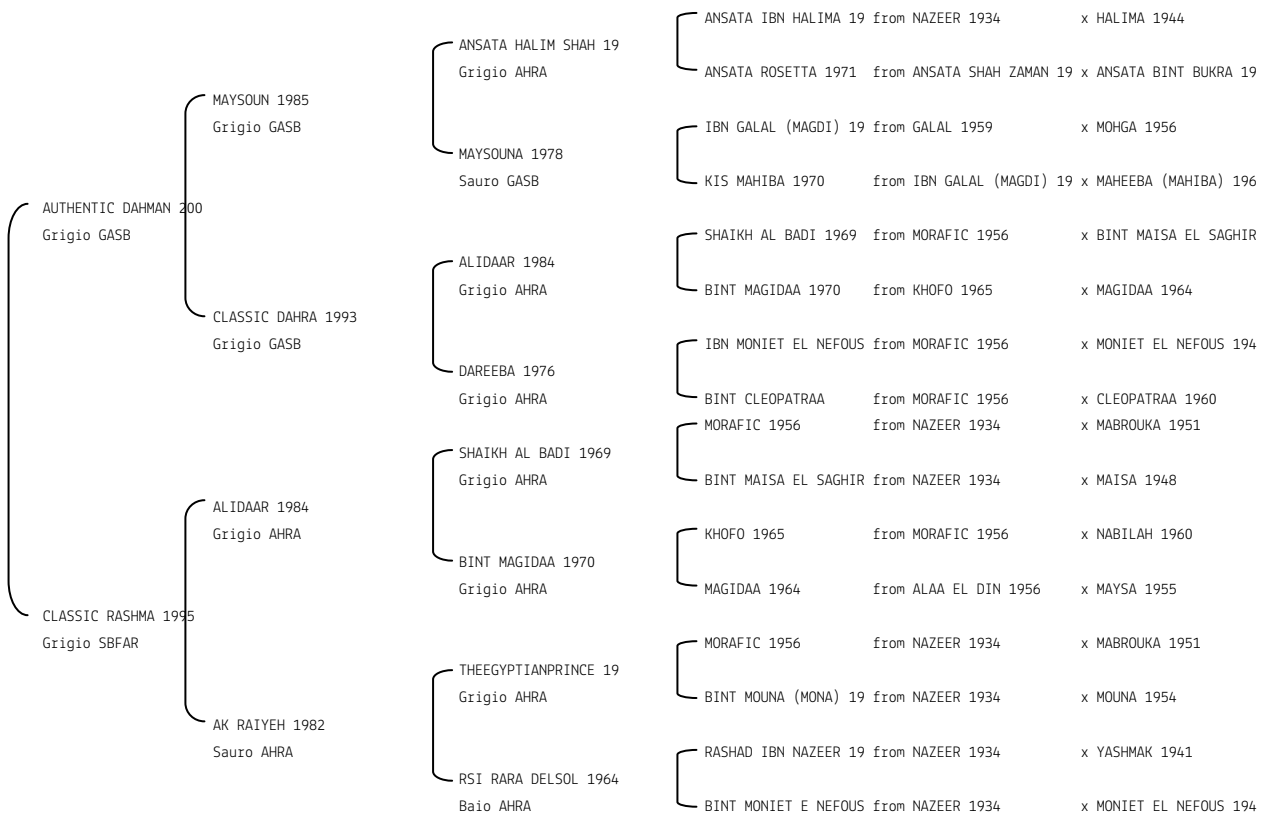 ANSATA IBN HALIMA 19 from NAZEER 1934 x HALIMA 1944
ANSATA HALIM SHAH 19
Grigio AHRA
ANSATA ROSETTA 1971 from ANSATA SHAH ZAMAN 19 x ANSATA BINT BUKRA 19
MAYSOUN 1985
Grigio GASB
IBN GALAL (MAGDI) 19 from GALAL 1959 x MOHGA 1956
MAYSOUNA 1978
Sauro GASB
KIS MAHIBA 1970 from IBN GALAL (MAGDI) 19 x MAHEEBA (MAHIBA) 196
AUTHENTIC DAHMAN 200
Grigio GASB
SHAIKH AL BADI 1969 from MORAFIC 1956 x BINT MAISA EL SAGHIR
ALIDAAR 1984
Grigio AHRA
BINT MAGIDAA 1970 from KHOFO 1965 x MAGIDAA 1964
CLASSIC DAHRA 1993
Grigio GASB
IBN MONIET EL NEFOUS from MORAFIC 1956 x MONIET EL NEFOUS 194
DAREEBA 1976
Grigio AHRA
BINT CLEOPATRAA from MORAFIC 1956 x CLEOPATRAA 1960
MORAFIC 1956 from NAZEER 1934 x MABROUKA 1951
SHAIKH AL BADI 1969
Grigio AHRA
BINT MAISA EL SAGHIR from NAZEER 1934 x MAISA 1948
ALIDAAR 1984
Grigio AHRA
KHOFO 1965 from MORAFIC 1956 x NABILAH 1960
BINT MAGIDAA 1970
Grigio AHRA
MAGIDAA 1964 from ALAA EL DIN 1956 x MAYSA 1955
CLASSIC RASHMA 1995
Grigio SBFAR
MORAFIC 1956 from NAZEER 1934 x MABROUKA 1951
THEEGYPTIANPRINCE 19
Grigio AHRA
BINT MOUNA (MONA) 19 from NAZEER 1934 x MOUNA 1954
AK RAIYEH 1982
Sauro AHRA
RASHAD IBN NAZEER 19 from NAZEER 1934 x YASHMAK 1941
RSI RARA DELSOL 1964
Baio AHRA
BINT MONIET E NEFOUS from NAZEER 1934 x MONIET EL NEFOUS 194